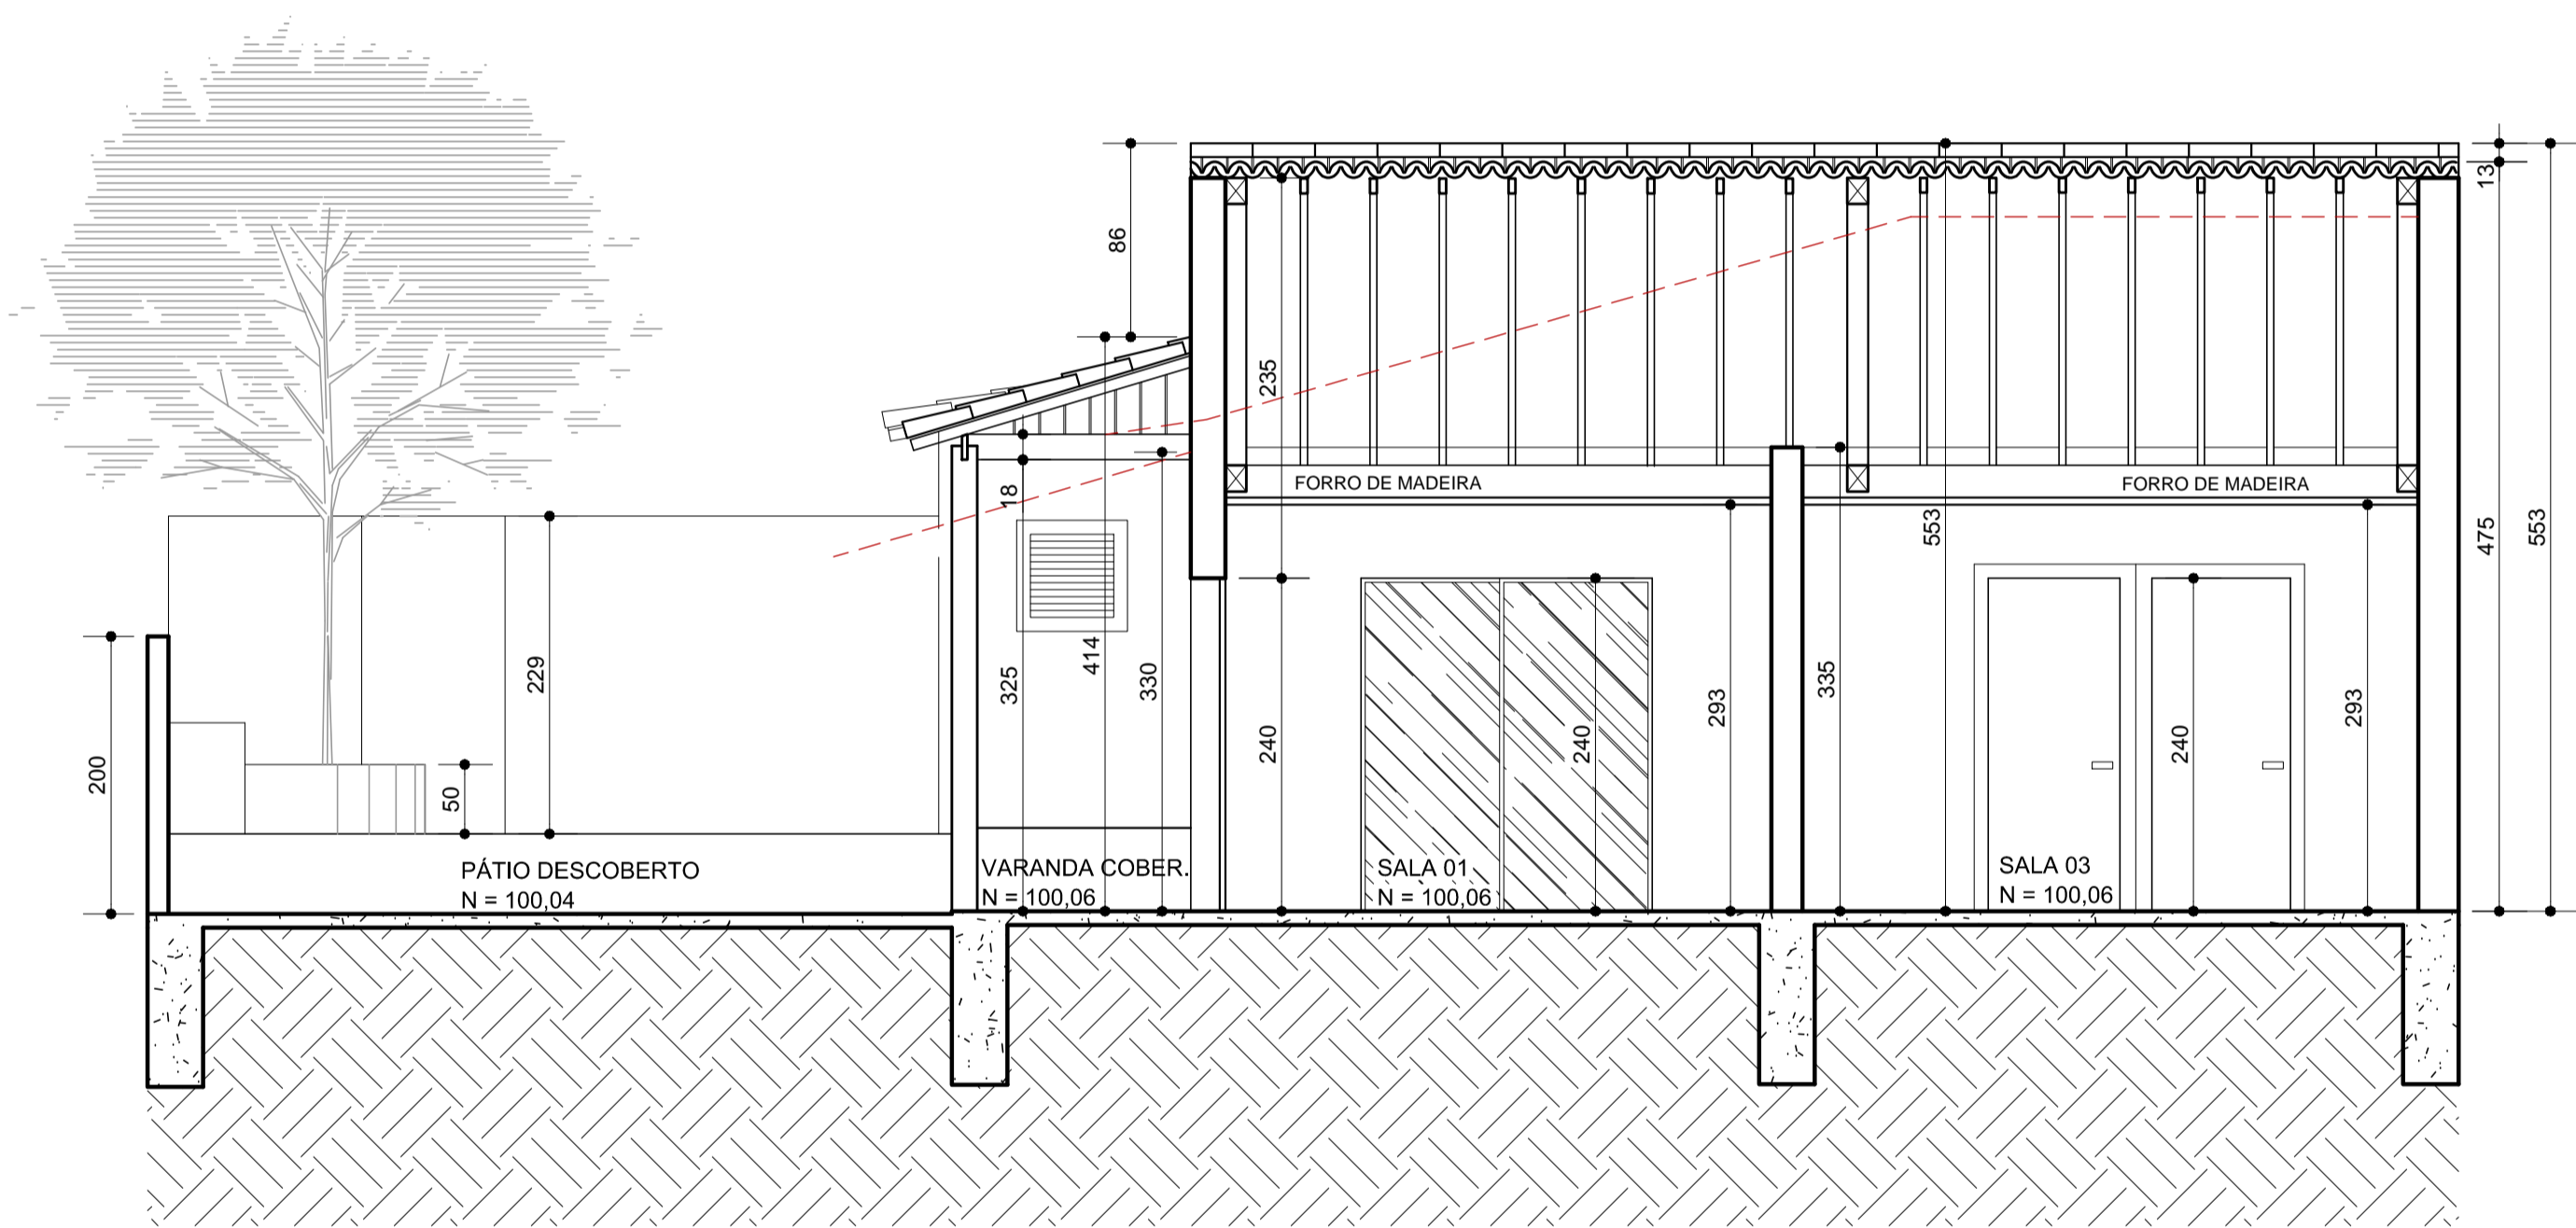 86
13
235
18
553
475
553
FORRO DE MADEIRA
FORRO DE MADEIRA
229
414
325
330
293
335
293
200
50
240
240
240
PÁTIO DESCOBERTO
N = 100,04
VARANDA COBER.
N = 100,06
SALA 01
N = 100,06
SALA 03
N = 100,06